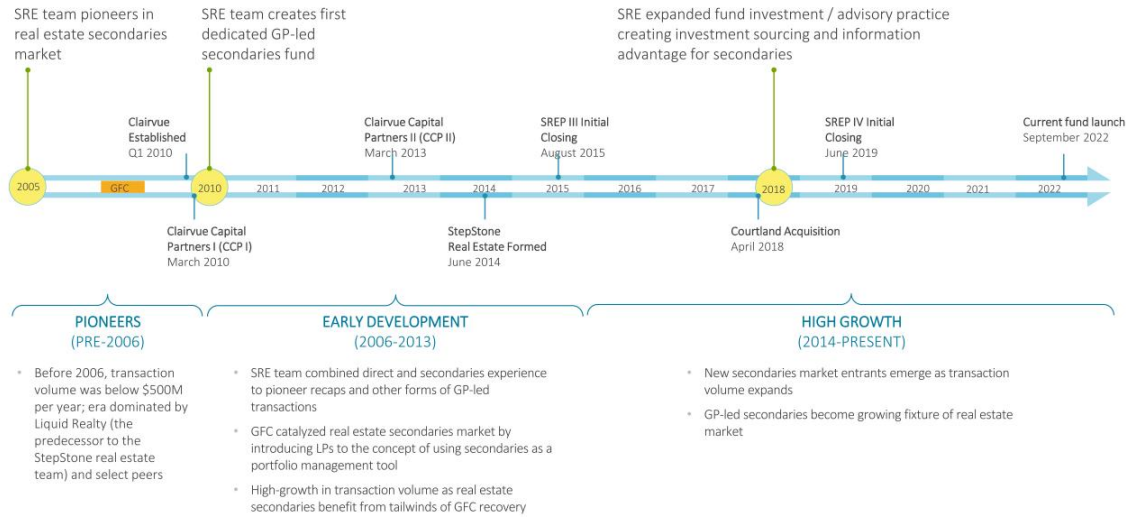 SRE team pioneers in
real estate secondaries
market
SRE team creates first
dedicated GP-led
secondaries fund
SRE expanded fund investment / advisory practice
creating investment sourcing and information
advantage for secondaries
Clairvue
Established
Q1 2010
Clairvue Capital
Partners II (CCP II)
March 2013
SREP III Initial
Closing
August 2015
SREP IV Initial
Closing
June 2019
Current fund launch
September 2022
2005
GFC
2010
2011
2012
2013
2014
2015
2016
2017
2018
2019
2020
2021
2022
Clairvue Capital
Partners I (CCP I)
March 2010
StepStone
Real Estate Formed
June 2014
Courtland Acquisition
April 2018
PIONEERS
(PRE-2006)
• Before 2006, transaction
volume was below $500M
per year; era dominated by
Liquid Realty (the
predecessor to the
StepStone real estate
team) and select peers
EARLY DEVELOPMENT
(2006-2013)
• SRE team combined direct and secondaries experience
to pioneer recaps and other forms of GP-led
transactions
• GFC catalyzed real estate secondaries market by
introducing LPs to the concept of using secondaries as a
portfolio management tool
• High-growth in transaction volume as real estate
secondaries benefit from tailwinds of GFC recovery
HIGH GROWTH
(2014-PRESENT)
• New secondaries market entrants emerge as transaction
volume expands
• GP-led secondaries become growing fixture of real estate
market